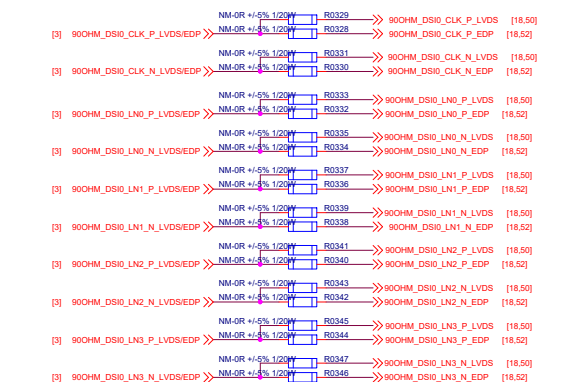 NM-0R +/-5% 1/20W R0329 90OHM_DSI0_CLK_P_LVDS [18,50]
[3] 90OHM_DSI0_CLK_P_LVDS/EDP NM-0R +/-5% 1/20W R0328 90OHM_DSI0_CLK_P_EDP [18,52]
NM-0R +/-5% 1/20W R0331 90OHM_DSI0_CLK_N_LVDS [18,50]
[3] 90OHM_DSI0_CLK_N_LVDS/EDP NM-0R +/-5% 1/20W R0330 90OHM_DSI0_CLK_N_EDP [18,52]
NM-0R +/-5% 1/20W R0333 90OHM_DSI0_LN0_P_LVDS [18,50]
[3] 90OHM_DSI0_LN0_P_LVDS/EDP NM-0R +/-5% 1/20W R0332 90OHM_DSI0_LN0_P_EDP [18,52]
NM-0R +/-5% 1/20W R0335 90OHM_DSI0_LN0_N_LVDS [18,50]
[3] 90OHM_DSI0_LN0_N_LVDS/EDP NM-0R +/-5% 1/20W R0334 90OHM_DSI0_LN0_N_EDP [18,52]
NM-0R +/-5% 1/20W R0337 90OHM_DSI0_LN1_P_LVDS [18,50]
[3] 90OHM_DSI0_LN1_P_LVDS/EDP NM-0R +/-5% 1/20W R0336 90OHM_DSI0_LN1_P_EDP [18,52]
NM-0R +/-5% 1/20W R0339 90OHM_DSI0_LN1_N_LVDS [18,50]
[3] 90OHM_DSI0_LN1_N_LVDS/EDP NM-0R +/-5% 1/20W R0338 90OHM_DSI0_LN1_N_EDP [18,52]
NM-0R +/-5% 1/20W R0341 90OHM_DSI0_LN2_P_LVDS [18,50]
[3] 90OHM_DSI0_LN2_P_LVDS/EDP NM-0R +/-5% 1/20W R0340 90OHM_DSI0_LN2_P_EDP [18,52]
NM-0R +/-5% 1/20W R0343 90OHM_DSI0_LN2_N_LVDS [18,50]
[3] 90OHM_DSI0_LN2_N_LVDS/EDP NM-0R +/-5% 1/20W R0342 90OHM_DSI0_LN2_N_EDP [18,52]
NM-0R +/-5% 1/20W R0345 90OHM_DSI0_LN3_P_LVDS [18,50]
[3] 90OHM_DSI0_LN3_P_LVDS/EDP NM-0R +/-5% 1/20W R0344 90OHM_DSI0_LN3_P_EDP [18,52]
NM-0R +/-5% 1/20W R0347 90OHM_DSI0_LN3_N_LVDS [18,50]
[3] 90OHM_DSI0_LN3_N_LVDS/EDP NM-0R +/-5% 1/20W R0346 90OHM_DSI0_LN3_N_EDP [18,52]